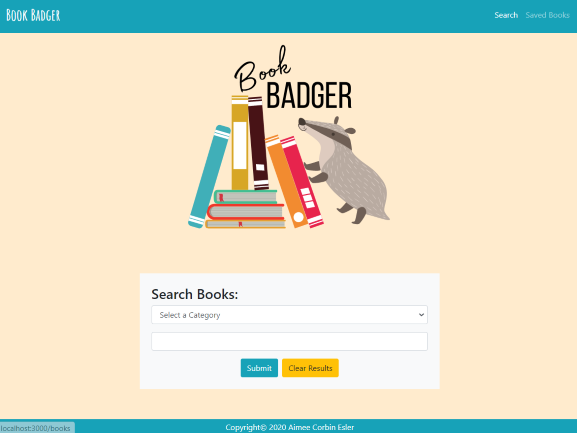 Book Badger
Search Saved Books
Book
BADGER
Search Books:
Select a Category
Submit Clear Results
Copyright© 2020 Aimee Corbin Esler
localhost:3000/books